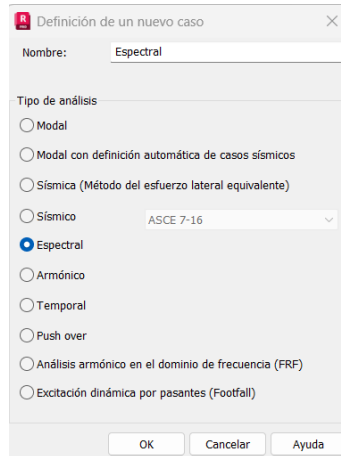 Definición de un nuevo caso
Nombre: Espectral
Tipo de análisis
Modal
Modal con definición automática de casos sísmicos
Sísmica (Método del esfuerzo lateral equivalente)
Sísmico ASCE 7-16
Espectral
Armónico
Temporal
Push over
Análisis armónico en el dominio de frecuencia (FRF)
Excitación dinámica por pasantes (Footfall)
OK Cancelar Ayuda